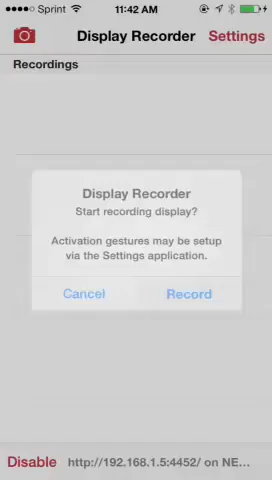 Sprint 11:42 AM
Display Recorder Settings
Recordings
Display Recorder
Start recording display?
Activation gestures may be setup
via the Settings application.
Cancel Record
Disable http://192.168.1.5:4452/ on NE...